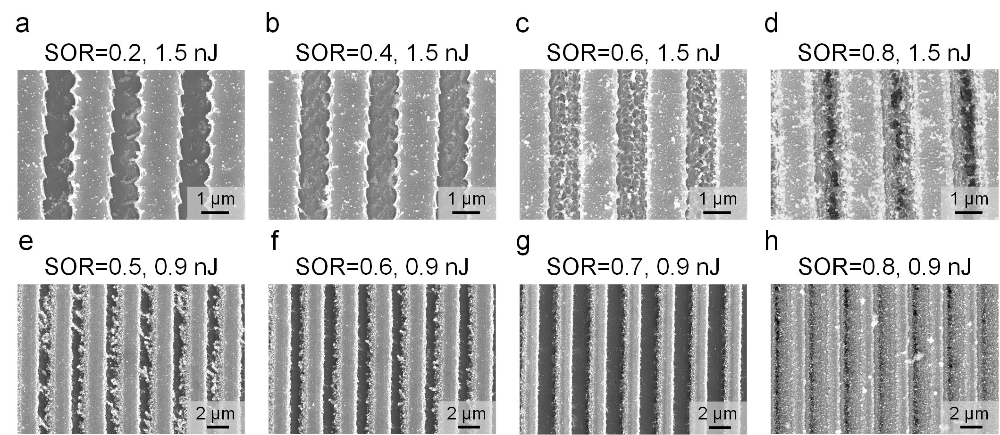 a
b
c
d
SOR=0.2, 1.5 nJ
SOR=0.4, 1.5 nJ
SOR=0.6, 1.5 nJ
SOR=0.8, 1.5 nJ
1 µm
1 µm
1 µm
1 µm
e
f
g
h
SOR=0.5, 0.9 nJ
SOR=0.6, 0.9 nJ
SOR=0.7, 0.9 nJ
SOR=0.8, 0.9 nJ
2 µm
2 µm
2 µm
2 µm